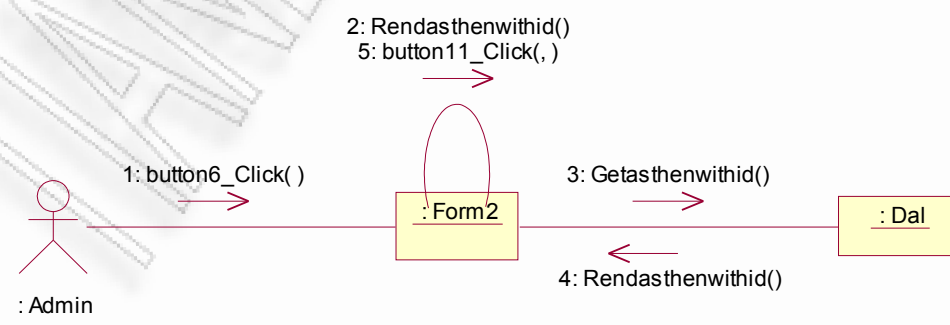 2: Rendasthenwithid()
5: button11_Click(, )
1: button6_Click( )
3: Getasthenwithid()
: Form2
: Dal
4: Rendasthenwithid()
: Admin